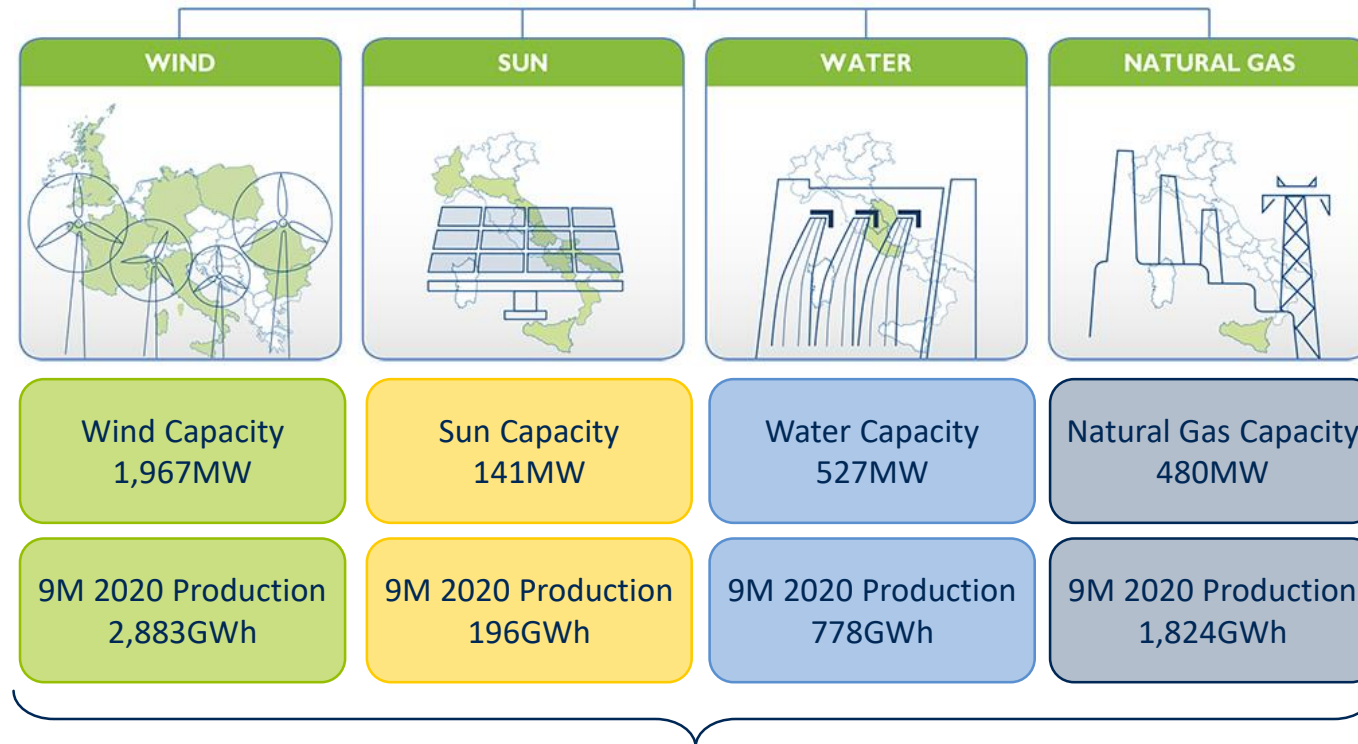 WIND
SUN
WATER
NATURAL GAS
Wind Capacity
1,967MW
Sun Capacity
141MW
Water Capacity
527MW
Natural Gas Capacity
480MW
9M 2020 Production
2,883GWh
9M 2020 Production
196GWh
9M 2020 Production
778GWh
9M 2020 Production
1,824GWh